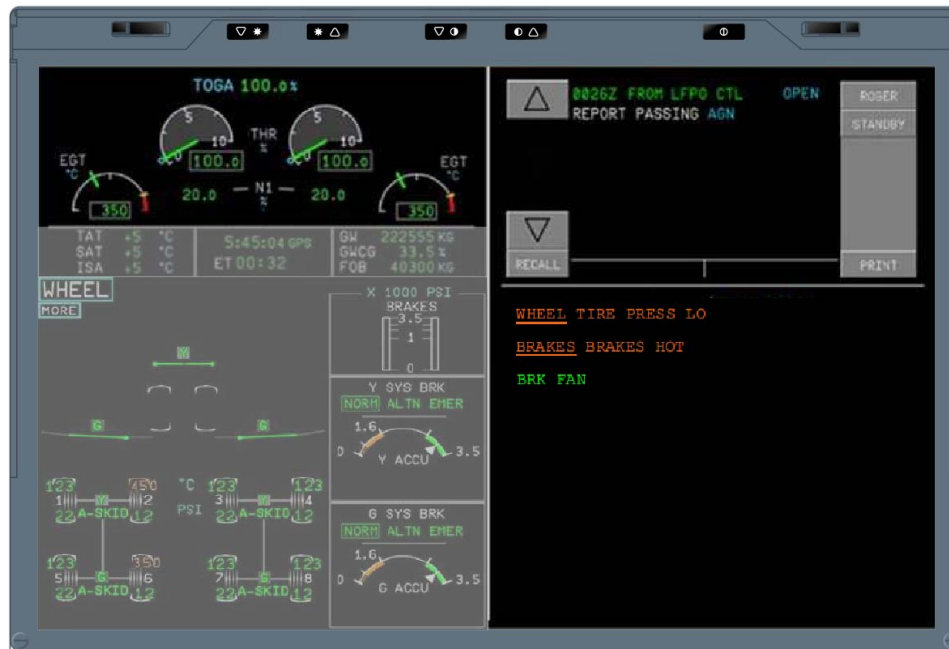 TOGA 100.0%
5 5
10 THR % 10
0 0
100.0 100.0
EGT °C EGT °C
20.0 — N1 % — 20.0
350 350
TAT +5 °C
SAT +5 °C
ISA +5 °C
5:45:04 GPS
ET 00:32
GW 222555 KG
GWCG 33.5 %
FOB 40300 KG
WHEEL
MORE
Y
G G
123 450 °C 123 123
1 Y 2 3 Y 4
PSI
22 A-SKID 12 22 A-SKID 12
123 350 123 123
5 G 6 7 G 8
22 A-SKID 12 22 A-SKID 12
X 1000 PSI
BRAKES
3.5
1
0
Y SYS BRK
NORM ALTN EMER
1.6
0 3.5
Y ACCU
G SYS BRK
NORM ALTN EMER
1.6
0 3.5
G ACCU
0026Z FROM LFPO CTL OPEN
REPORT PASSING AGN
ROGER
STANDBY
RECALL
PRINT
WHEEL TIRE PRESS LO
BRAKES BRAKES HOT
BRK FAN